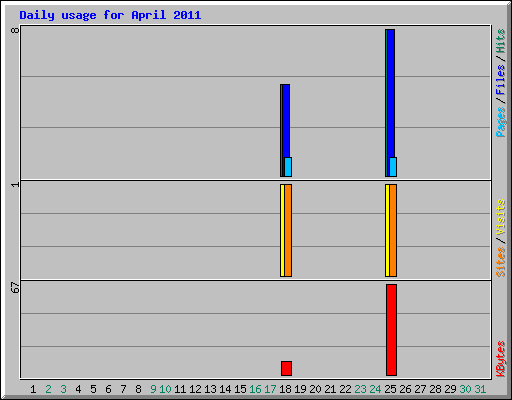 Daily usage for April 2011
8
Pages / Files / Hits
1
Sites / Visits
67
KBytes
1 2 3 4 5 6 7 8 9 10 11 12 13 14 15 16 17 18 19 20 21 22 23 24 25 26 27 28 29 30 31